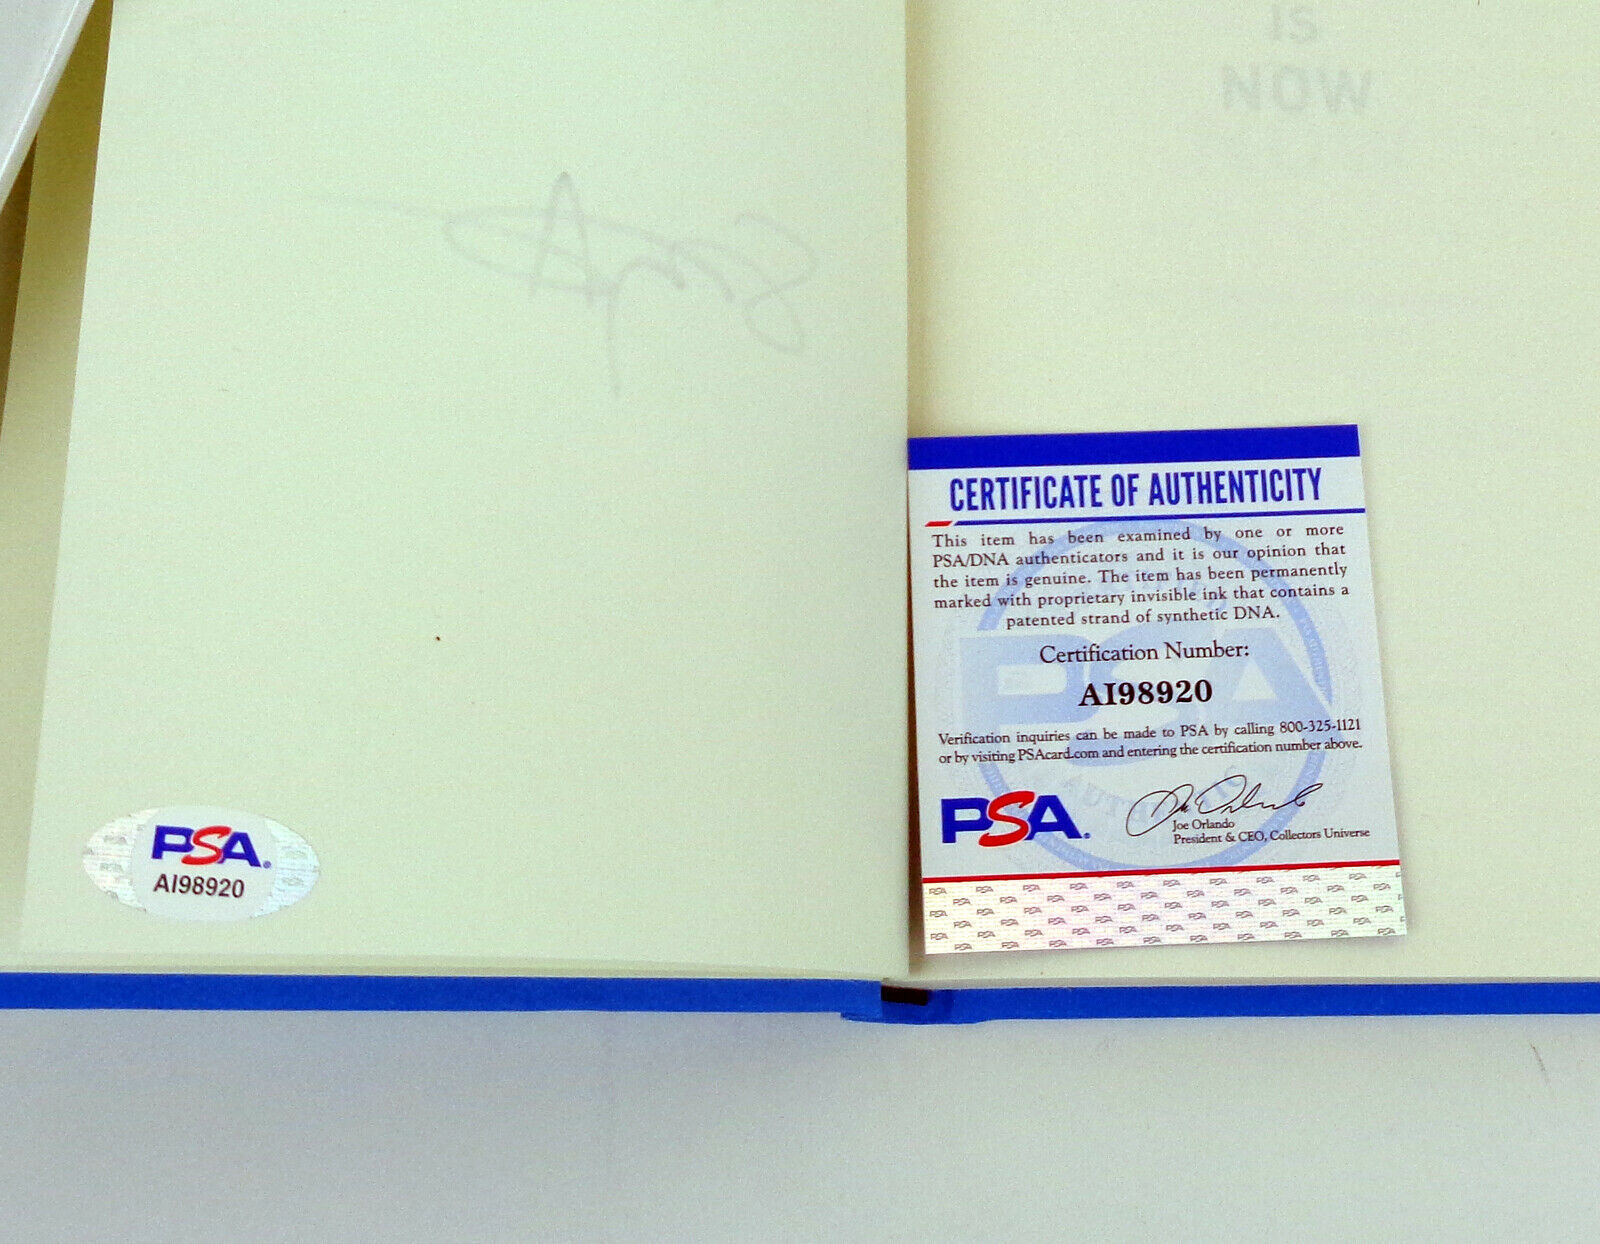 IS
NOW
CERTIFICATE OF AUTHENTICITY
This item has been examined by one or more
PSA/DNA authenticators and it is our opinion that
the item is genuine. The item has been permanently
marked with proprietary invisible ink that contains a
patented strand of synthetic DNA.
Certification Number:
AI98920
Verification inquiries can be made to PSA by calling 800-325-1121
or by visiting PSAcard.com and entering the certification number above.
PSA.
Joe Orlando
President & CEO, Collectors Universe
PSA.
AI98920